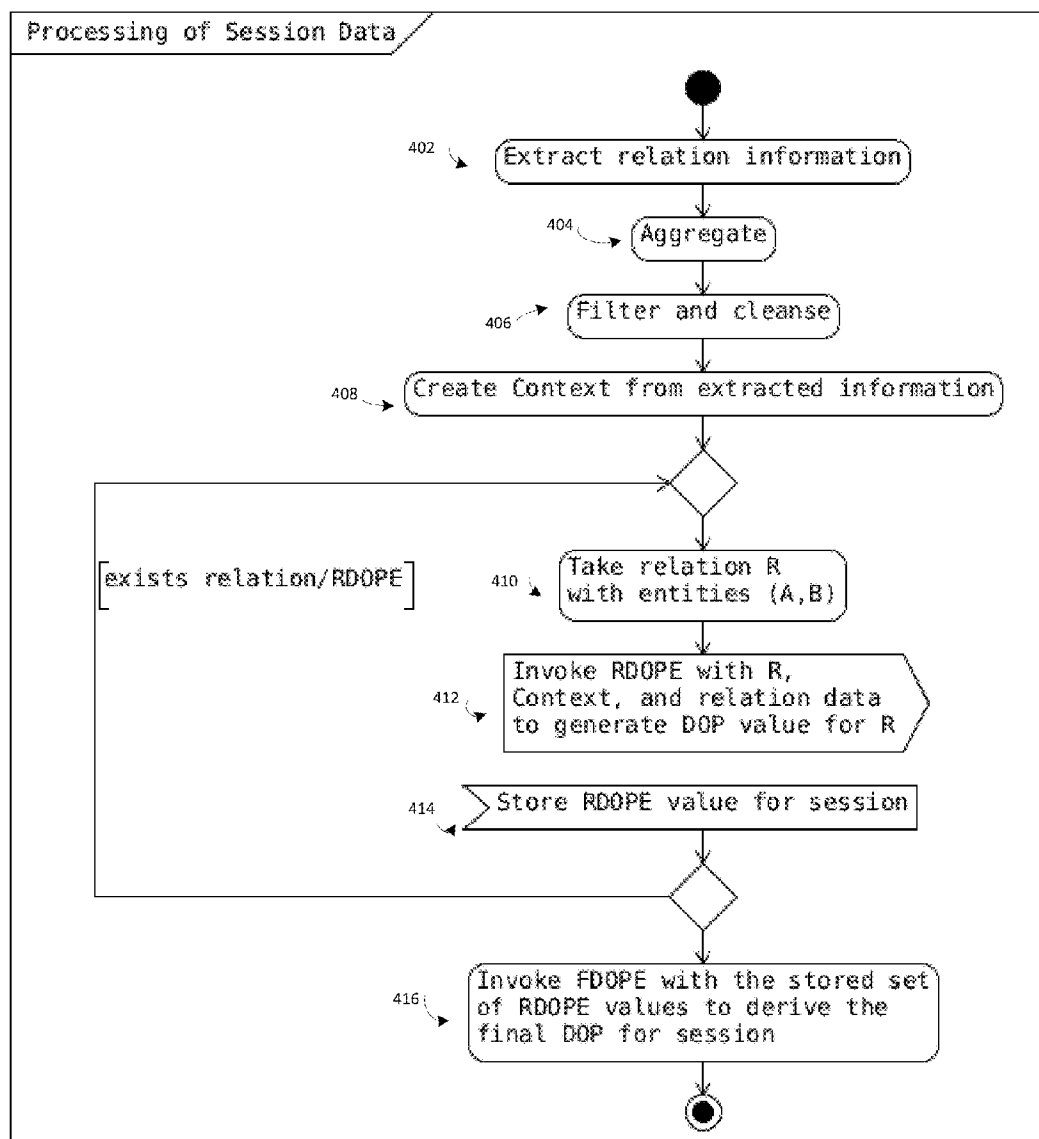 Processing of Session Data
402
Extract relation information
404
Aggregate
406
Filter and cleanse
408
Create Context from extracted information
[exists relation/RDOPE]
410
Take relation R
with entities (A,B)
412
Invoke RDOPE with R,
Context, and relation data
to generate DOP value for R
414
Store RDOPE value for session
416
Invoke FDOPE with the stored set
of RDOPE values to derive the
final DOP for session